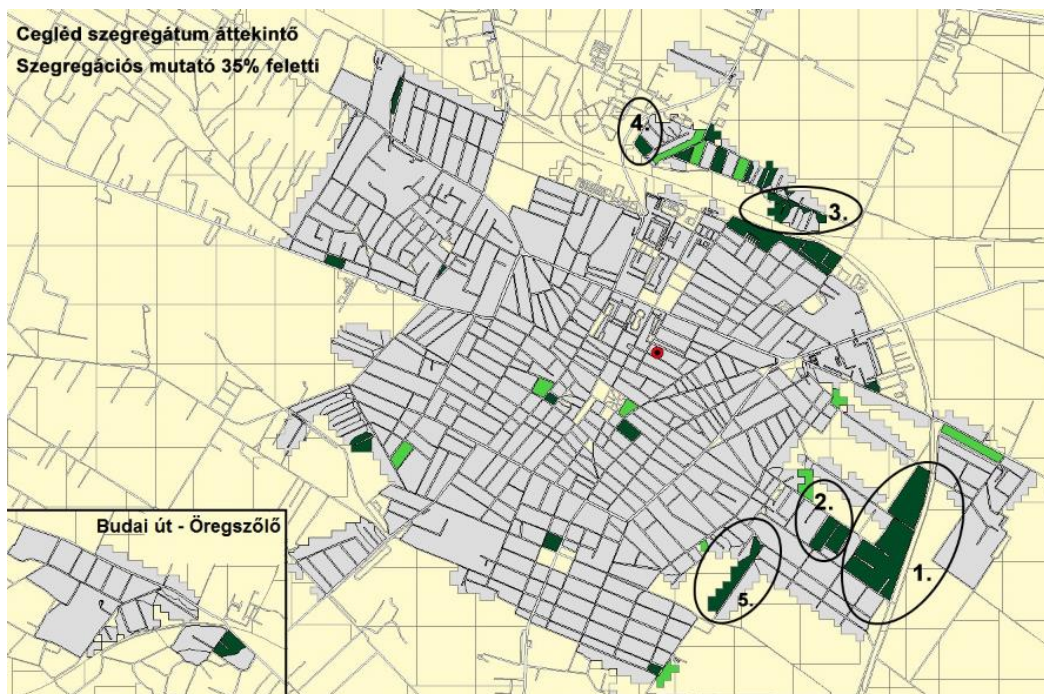 Cegléd szegregátum áttekintő
Szegregációs mutató 35% feletti
4.
3.
2.
1.
5.
Budai út - Öregszőlő